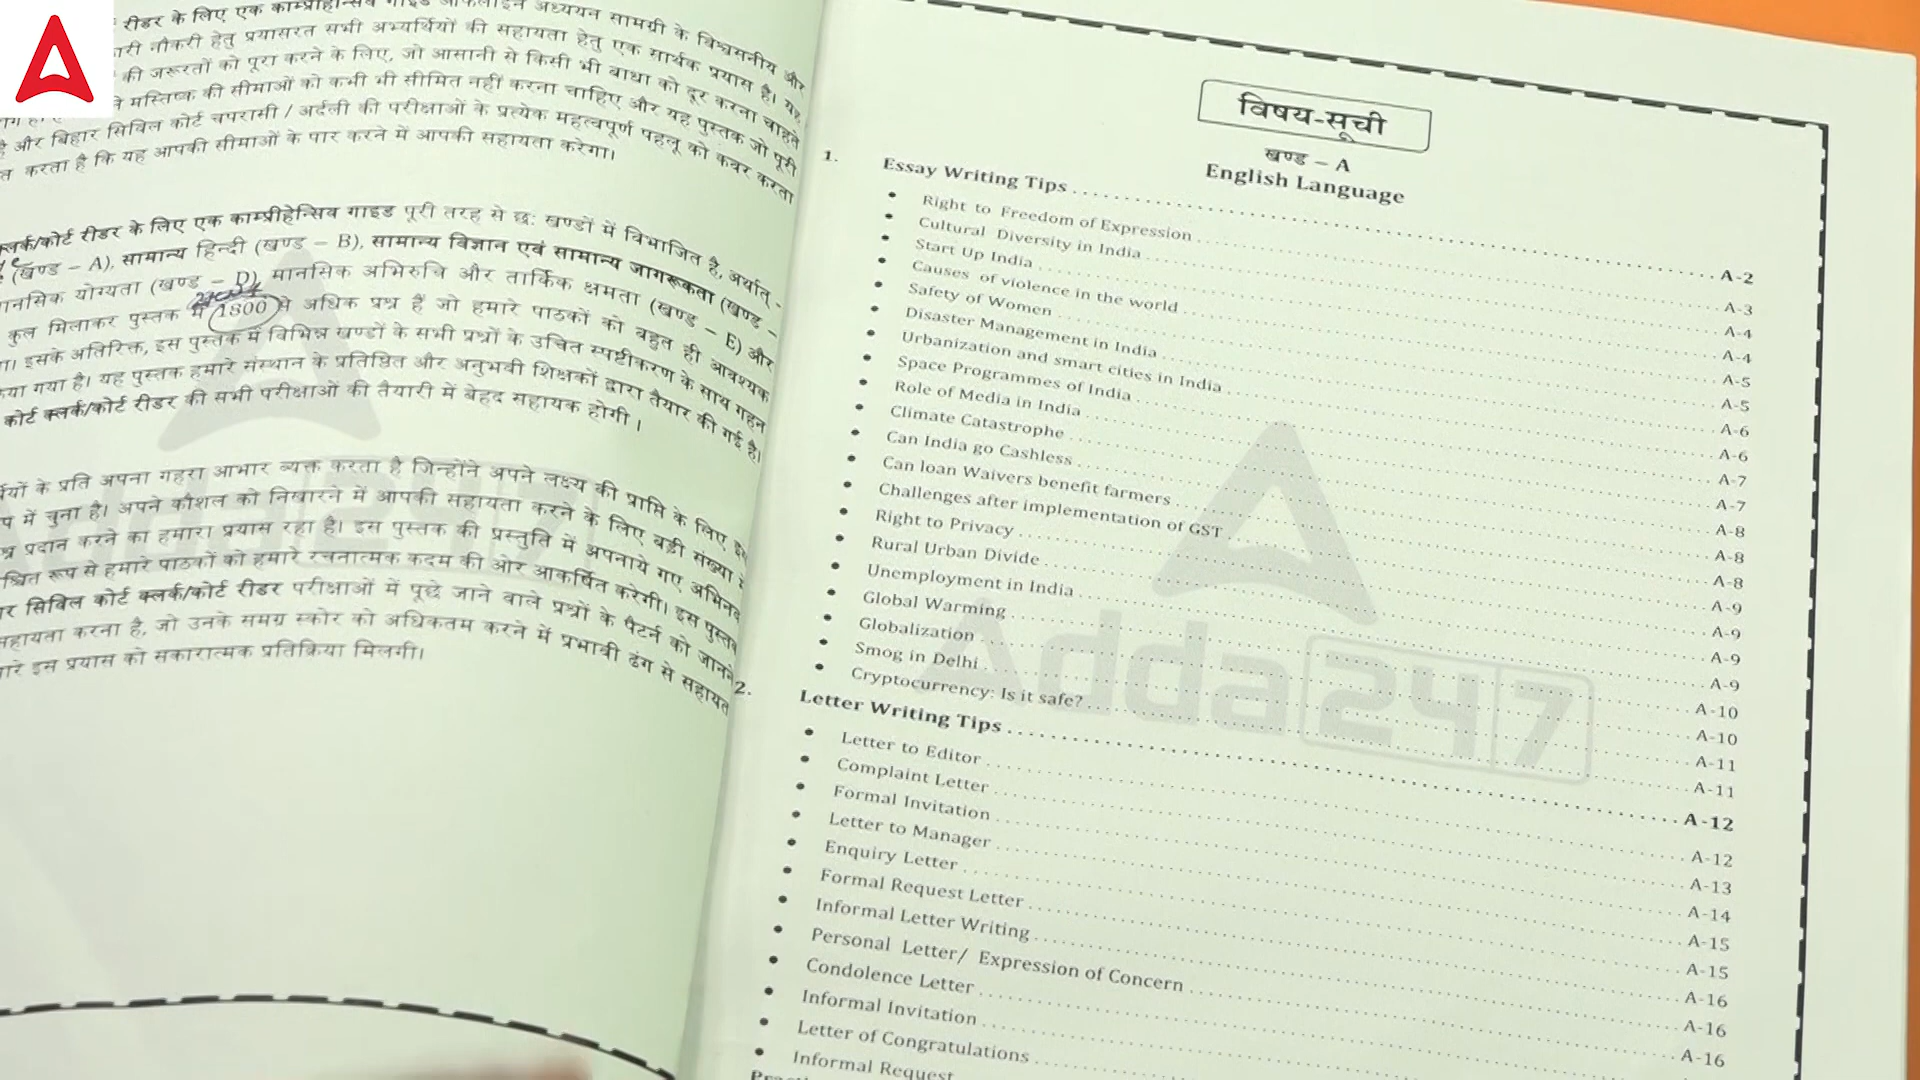 रीडर के लिए एक काम्प्रीहेन्सिव गाइड ऑफलाइन अध्ययन सामग्री के विश्वसनीय और
नौकरी हेतु प्रयासरत सभी अभ्यर्थियों की सहायता हेतु एक सार्थक प्रयास है। यह
की जरूरतों को पूरा करने के लिए, जो आसानी से किसी भी बाधा को दूर करना चाहते
मस्तिष्क की सीमाओं को कभी भी सीमित नहीं करना चाहिए और यह पुस्तक जो पूरी
है और बिहार सिविल कोर्ट चपरासी / अर्दली की परीक्षाओं के प्रत्येक महत्वपूर्ण पहलू को कवर करता
करता है कि यह आपकी सीमाओं के पार करने में आपकी सहायता करेगा।
क्लर्क/कोर्ट रीडर के लिए एक काम्प्रीहेन्सिव गाइड पूरी तरह से छः खण्डों में विभाजित है, अर्थात् -
(खण्ड – A), सामान्य हिन्दी (खण्ड – B), सामान्य विज्ञान एवं सामान्य जागरूकता (खण्ड –
मानसिक योग्यता (खण्ड – D), मानसिक अभिरुचि और तार्किक क्षमता (खण्ड – E) और
कुल मिलाकर पुस्तक में 1800 से अधिक प्रश्न हैं जो हमारे पाठकों को बहुत ही आवश्यक
इसके अतिरिक्त, इस पुस्तक में विभिन्न खण्डों के सभी प्रश्नों के उचित स्पष्टीकरण के साथ गहन
गया है। यह पुस्तक हमारे संस्थान के प्रतिष्ठित और अनुभवी शिक्षकों द्वारा तैयार की गई है।
कोर्ट क्लर्क/कोर्ट रीडर की सभी परीक्षाओं की तैयारी में बेहद सहायक होगी ।
के प्रति अपना गहरा आभार व्यक्त करता है जिन्होंने अपने लक्ष्य की प्राप्ति के लिए
में चुना है। अपने कौशल को निखारने में आपकी सहायता करने के लिए बड़ी संख्या में
प्रदान करने का हमारा प्रयास रहा है। इस पुस्तक की प्रस्तुति में अपनाये गए अभिनव
रूप से हमारे पाठकों को हमारे रचनात्मक कदम की ओर आकर्षित करेगी। इस पुस्तक
सिविल कोर्ट क्लर्क/कोर्ट रीडर परीक्षाओं में पूछे जाने वाले प्रश्नों के पैटर्न को जानने
सहायता करना है, जो उनके समग्र स्कोर को अधिकतम करने में प्रभावी ढंग से सहायता
इस प्रयास को सकारात्मक प्रतिक्रिया मिलगी।
विषय-सूची
खण्ड – A
English Language
1. Essay Writing Tips A-2
• Right to Freedom of Expression A-3
• Cultural Diversity in India A-4
• Start Up India A-4
• Causes of violence in the world A-5
• Safety of Women A-5
• Disaster Management in India A-6
• Urbanization and smart cities in India A-6
• Space Programmes of India A-7
• Role of Media in India A-7
• Climate Catastrophe A-8
• Can India go Cashless A-8
• Can loan Waivers benefit farmers A-8
• Challenges after implementation of GST A-9
• Right to Privacy A-9
• Rural Urban Divide A-9
• Unemployment in India A-9
• Global Warming A-10
• Globalization A-10
• Smog in Delhi A-11
• Cryptocurrency: Is it safe? A-11
2. Letter Writing Tips A-12
• Letter to Editor A-12
• Complaint Letter A-13
• Formal Invitation A-14
• Letter to Manager A-15
• Enquiry Letter A-15
• Formal Request Letter A-16
• Informal Letter Writing A-16
• Personal Letter/ Expression of Concern A-16
• Condolence Letter
• Informal Invitation
• Letter of Congratulations
• Informal Request
Adda247